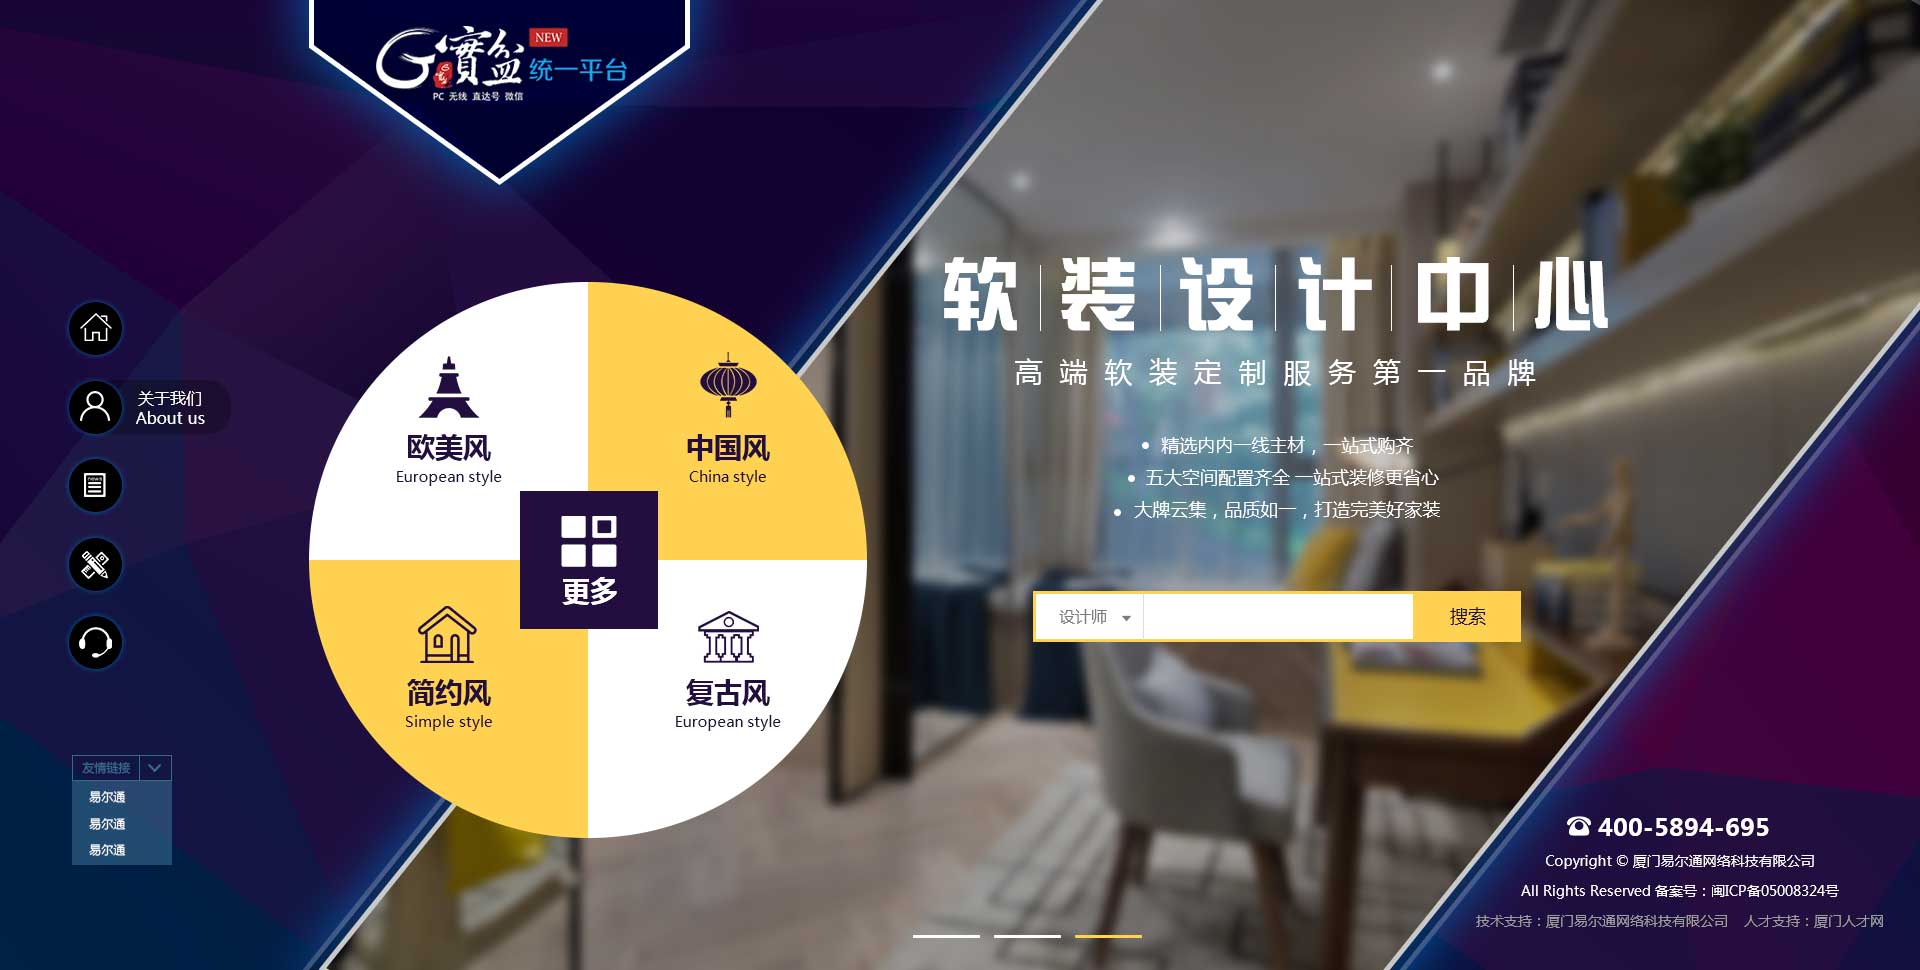 G 寶盆 NEW
统一平台
PC 无线 直达号 微信
软装设计中心
高端软装定制服务第一品牌
关于我们
About us
欧美风
European style
中国风
China style
精选内内一线主材，一站式购齐
五大空间配置齐全 一站式装修更省心
大牌云集，品质如一，打造完美好家装
更多
设计师
搜索
简约风
Simple style
复古风
European style
友情链接
易尔通
易尔通
易尔通
400-5894-695
Copyright © 厦门易尔通网络科技有限公司
All Rights Reserved 备案号：闽ICP备05008324号
技术支持：厦门易尔通网络科技有限公司 人才支持：厦门人才网